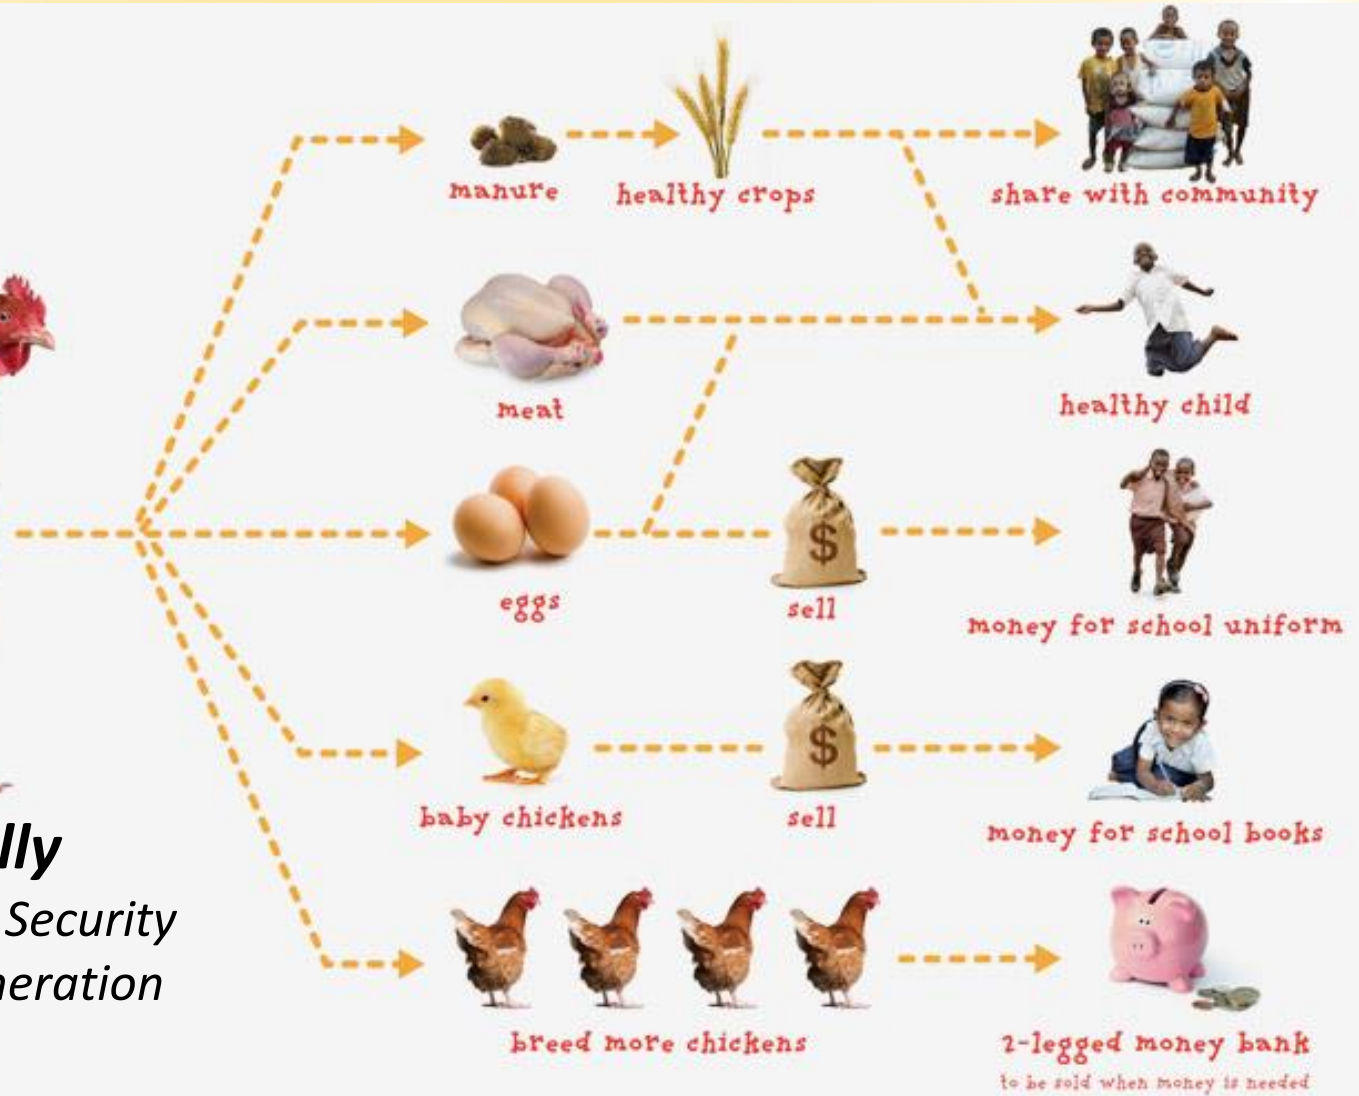 manure
healthy crops
share with community
meat
healthy child
eggs
$
sell
money for school uniform
baby chickens
$
sell
money for school books
lly
Security
neration
breed more chickens
2-legged money bank
to be sold when money is needed